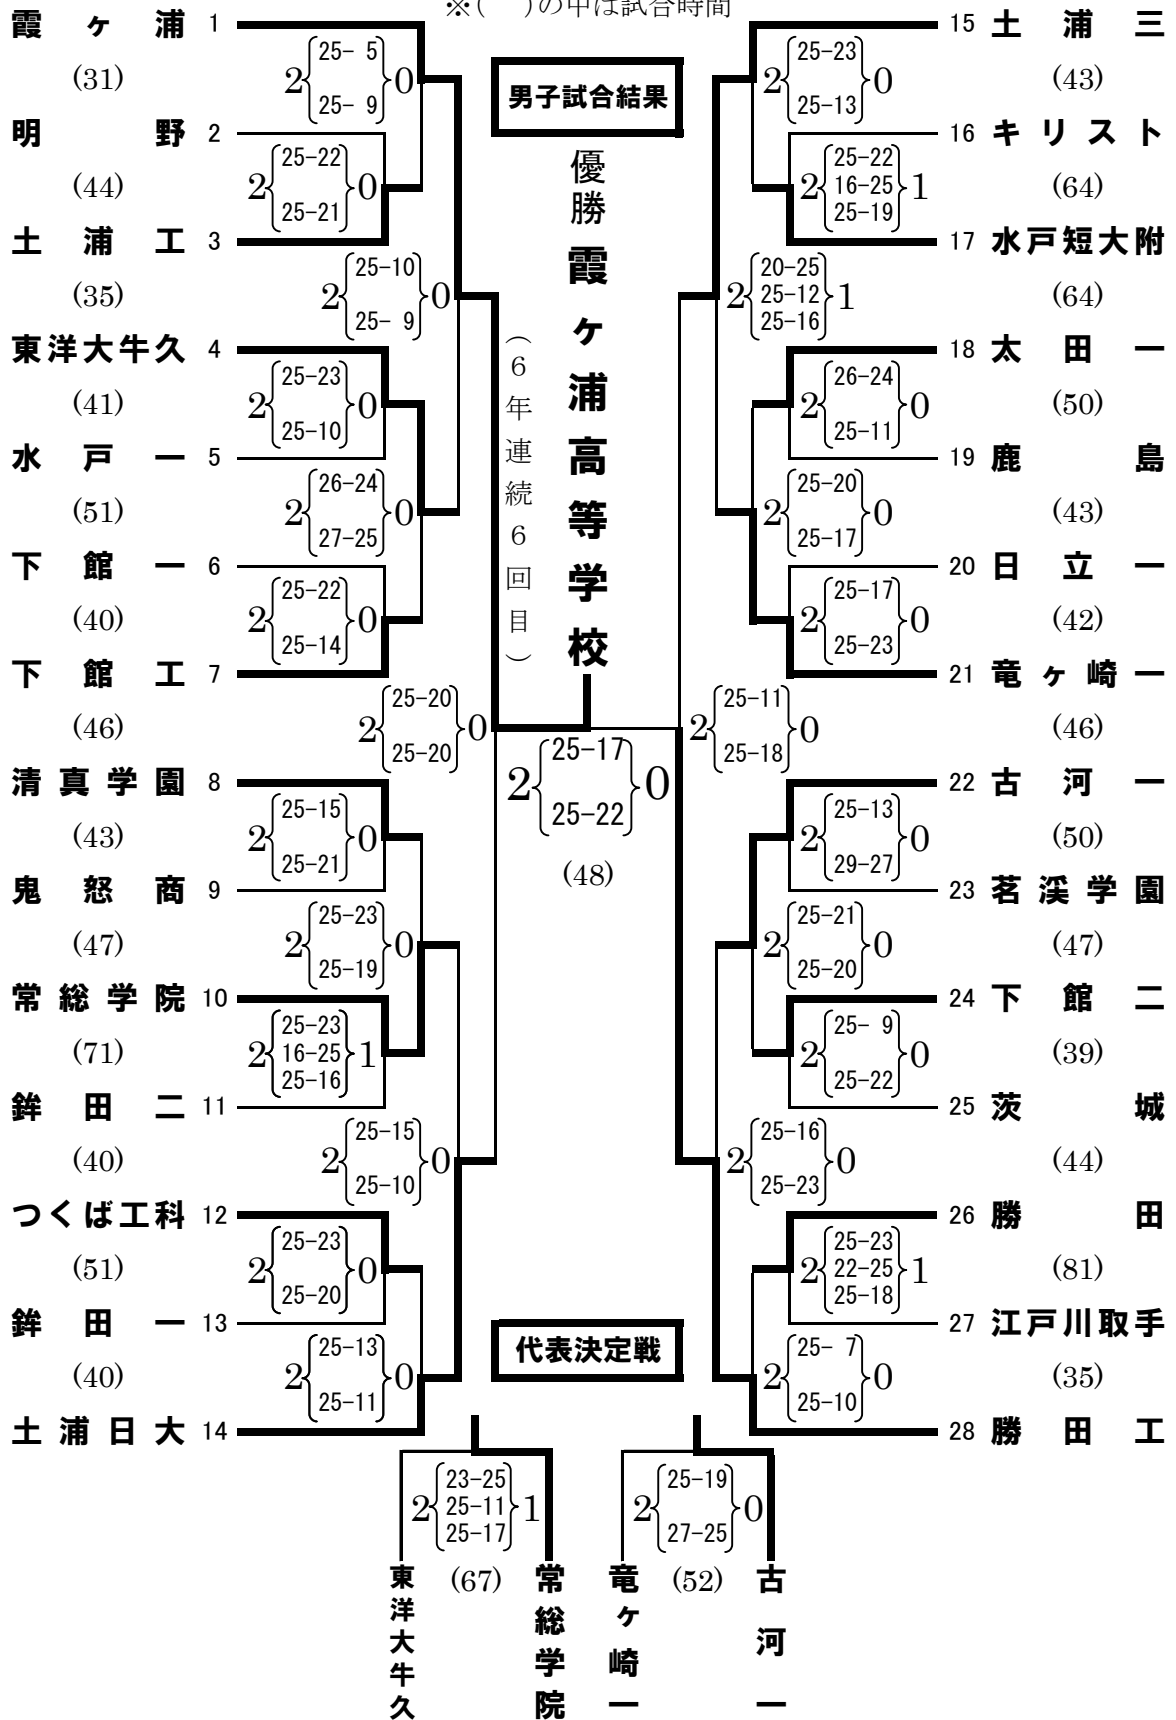 ※(　)の中は試合時間
男子試合結果
優勝 霞ヶ浦高等学校
(6年連続6回目)
霞ヶ浦 1
(31)
2 25- 5 0
25- 9
明野 2
(44)
2 25-22 0
25-21
土浦工 3
(35)
2 25-10 0
25- 9
東洋大牛久 4
(41)
2 25-23 0
25-10
水戸一 5
(51)
2 26-24 0
27-25
下館一 6
(40)
2 25-22 0
25-14
下館工 7
(46)
2 25-20 0
25-20
清真学園 8
(43)
2 25-15 0
25-21
鬼怒商 9
(47)
2 25-23 0
25-19
常総学院 10
(71)
2 25-23 1
16-25
25-16
鉾田二 11
(40)
2 25-15 0
25-10
つくば工科 12
(51)
2 25-23 0
25-20
鉾田一 13
(40)
2 25-13 0
25-11
土浦日大 14
2 25-17 0
25-22
(48)
15 土浦三
(43)
2 25-23 0
25-13
16 キリスト
(64)
2 25-22 1
16-25
25-19
17 水戸短大附
(64)
2 20-25 1
25-12
25-16
18 太田一
(50)
2 26-24 0
25-11
19 鹿島
(43)
2 25-20 0
25-17
20 日立一
(42)
2 25-17 0
25-23
21 竜ヶ崎一
(46)
2 25-11 0
25-18
22 古河一
(50)
2 25-13 0
29-27
23 茗渓学園
(47)
2 25-21 0
25-20
24 下館二
(39)
2 25- 9 0
25-22
25 茨城
(44)
2 25-16 0
25-23
26 勝田
(81)
2 25-23 1
22-25
25-18
27 江戸川取手
(35)
2 25- 7 0
25-10
28 勝田工
代表決定戦
2 23-25 1
25-11
25-17
東洋大牛久
(67)
常総学院
2 25-19 0
27-25
竜ヶ崎一
(52)
古河一